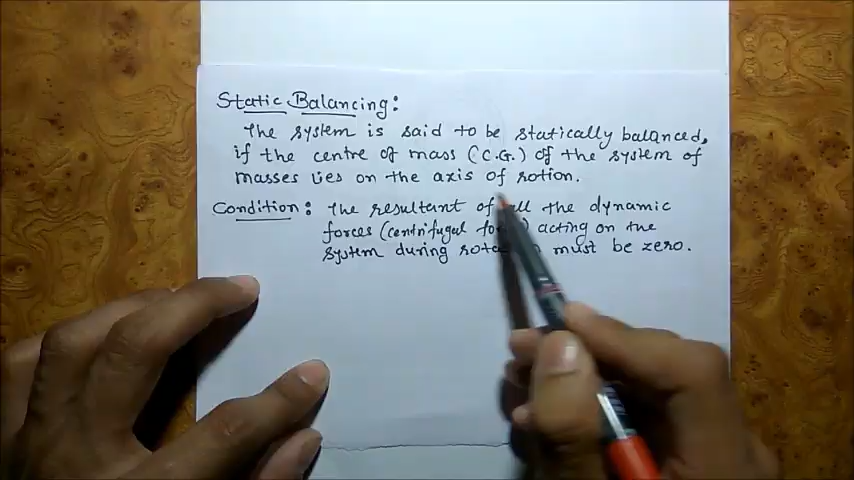 Static Balancing:
The system is said to be statically balanced,
if the centre of mass (C.G.) of the system of
masses lies on the axis of rotion.
Condition: The resultant of all the dynamic
forces (centrifugal) acting on the
system during must be zero.